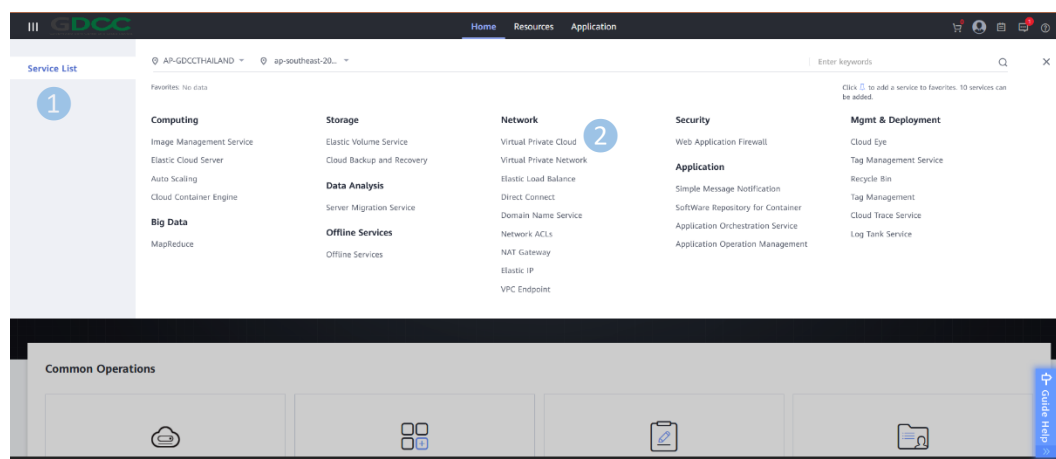 GDCC
Home Resources Application
Service List
AP-GDCCTHAILAND
ap-southeast-20...
Enter keywords
Favorites: No data
Click to add a service to favorites. 10 services can
be added.
1
2
Computing
Image Management Service
Elastic Cloud Server
Auto Scaling
Cloud Container Engine
Big Data
MapReduce
Storage
Elastic Volume Service
Cloud Backup and Recovery
Data Analysis
Server Migration Service
Offline Services
Offline Services
Network
Virtual Private Cloud
Virtual Private Network
Elastic Load Balance
Direct Connect
Domain Name Service
Network ACLs
NAT Gateway
Elastic IP
VPC Endpoint
Security
Web Application Firewall
Application
Simple Message Notification
SoftWare Repository for Container
Application Orchestration Service
Application Operation Management
Mgmt & Deployment
Cloud Eye
Tag Management Service
Recycle Bin
Tag Management
Cloud Trace Service
Log Tank Service
Common Operations
Guide Help